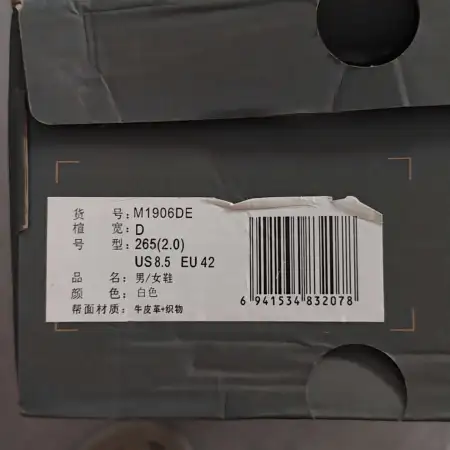 货 号：M1906DE
楦 宽：D
号 型：265(2.0)
US 8.5 EU 42
品 名：男/女鞋
颜 色：白色
帮面材质：牛皮革+织物
6 941534 832078